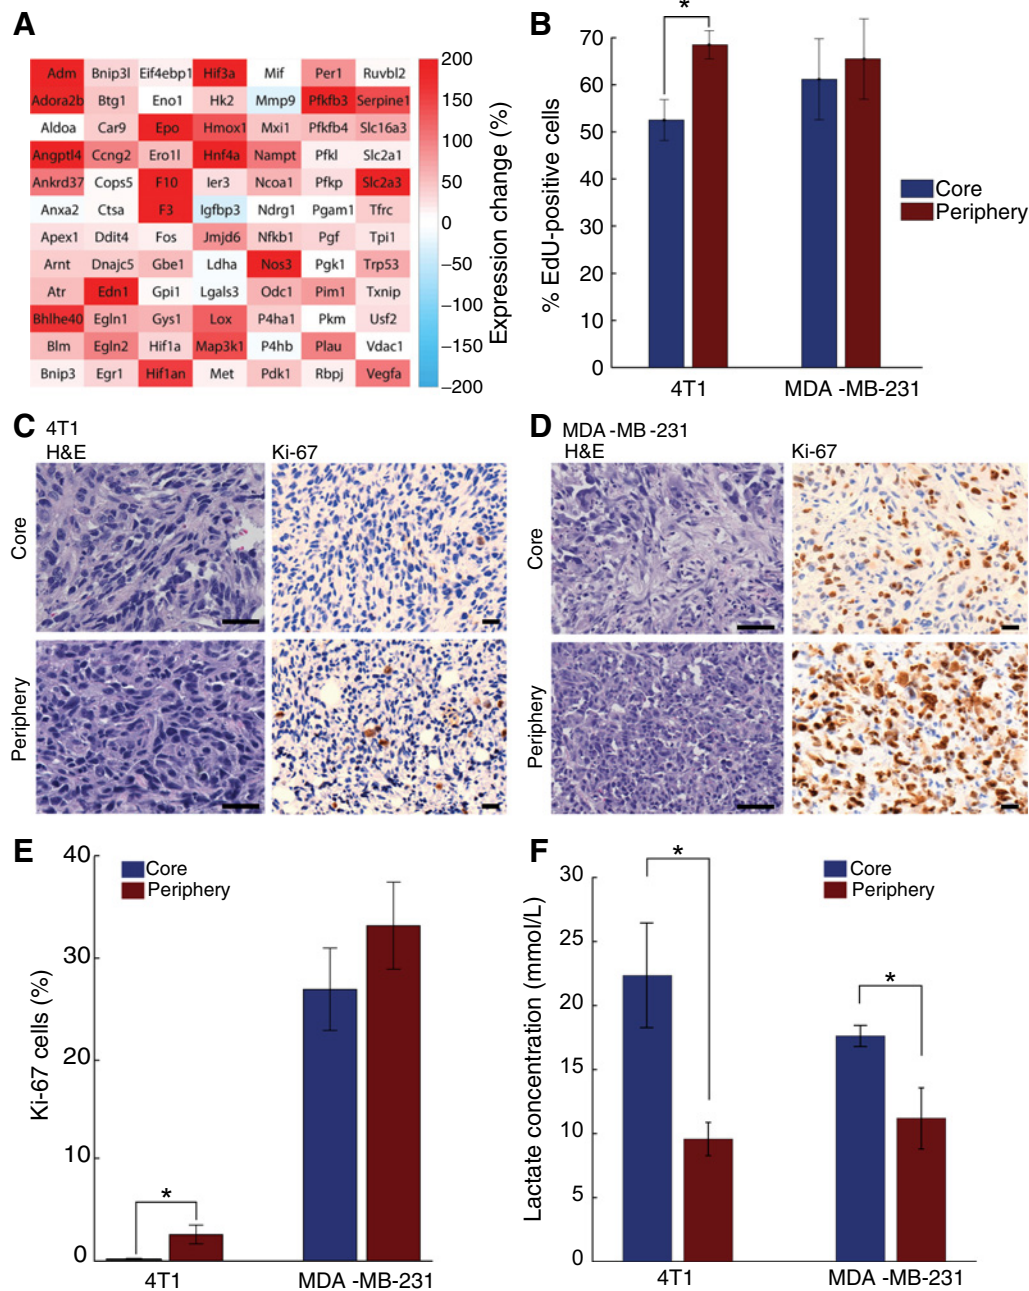 A
Adm Bnip3l Eif4ebp1 Hif3a Mif Per1 Ruvbl2
Adora2b Btg1 Eno1 Hk2 Mmp9 Pfkfb3 Serpine1
Aldoa Car9 Epo Hmox1 Mxi1 Pfkfb4 Slc16a3
Angptl4 Ccng2 Ero1l Hnf4a Nampt Pfkl Slc2a1
Ankrd37 Cops5 F10 Ier3 Ncoa1 Pfkp Slc2a3
Anxa2 Ctsa F3 Igfbp3 Ndrg1 Pgam1 Tfrc
Apex1 Ddit4 Fos Jmjd6 Nfkb1 Pgf Tpi1
Arnt Dnajc5 Gbe1 Ldha Nos3 Pgk1 Trp53
Atr Edn1 Gpi1 Lgals3 Odc1 Pim1 Txnip
Bhlhe40 Egln1 Gys1 Lox P4ha1 Pkm Usf2
Blm Egln2 Hif1a Map3k1 P4hb Plau Vdac1
Bnip3 Egr1 Hif1an Met Pdk1 Rbpj Vegfa
200
150
100
50
0
−50
−100
−150
−200
Expression change (%)
B
% EdU-positive cells
70
60
50
40
30
20
10
0
*
4T1 MDA -MB-231
Core
Periphery
C
4T1
H&E Ki-67
Core
Periphery
D
MDA -MB -231
H&E Ki-67
Core
Periphery
E
Ki-67 cells (%)
40
30
20
10
0
Core
Periphery
*
4T1 MDA -MB-231
F
Lactate concentration (mmol/L)
30
25
20
15
10
5
0
Core
Periphery
*
*
4T1 MDA -MB-231